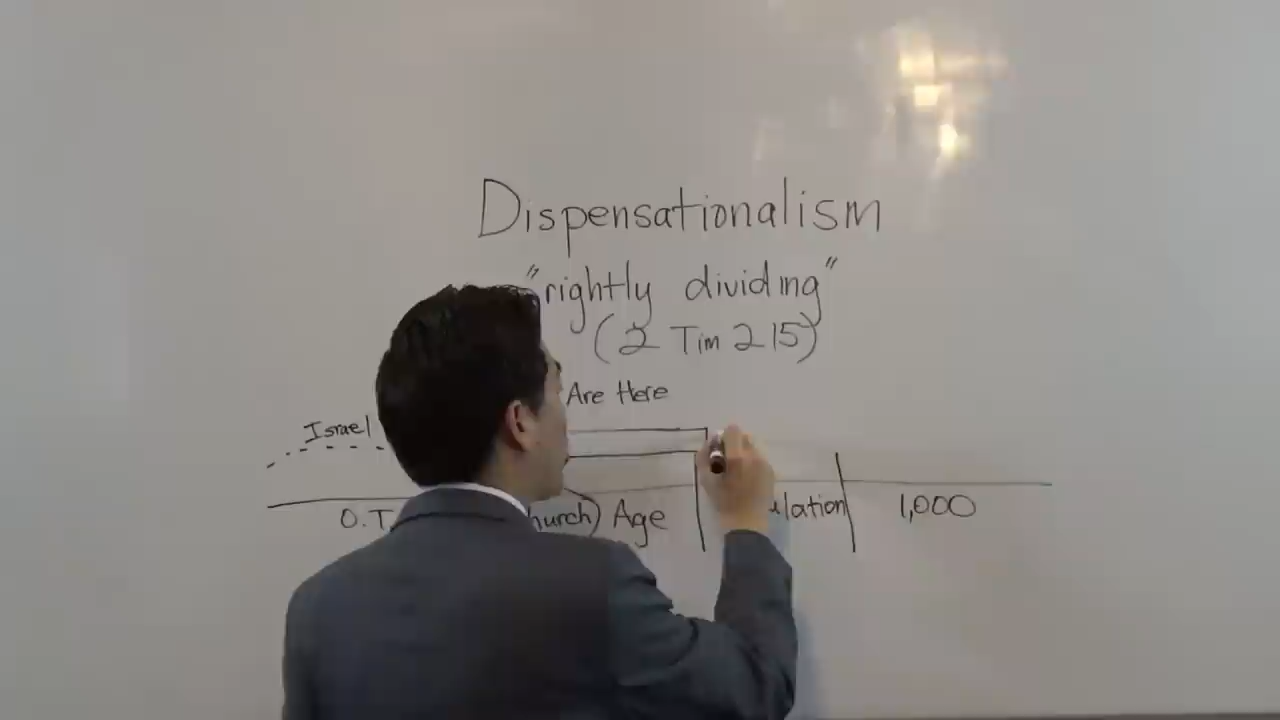 Dispensationalism
"rightly dividing"
(2 Tim 2 15)
Are Here
Israel
O.T. Age 1,000